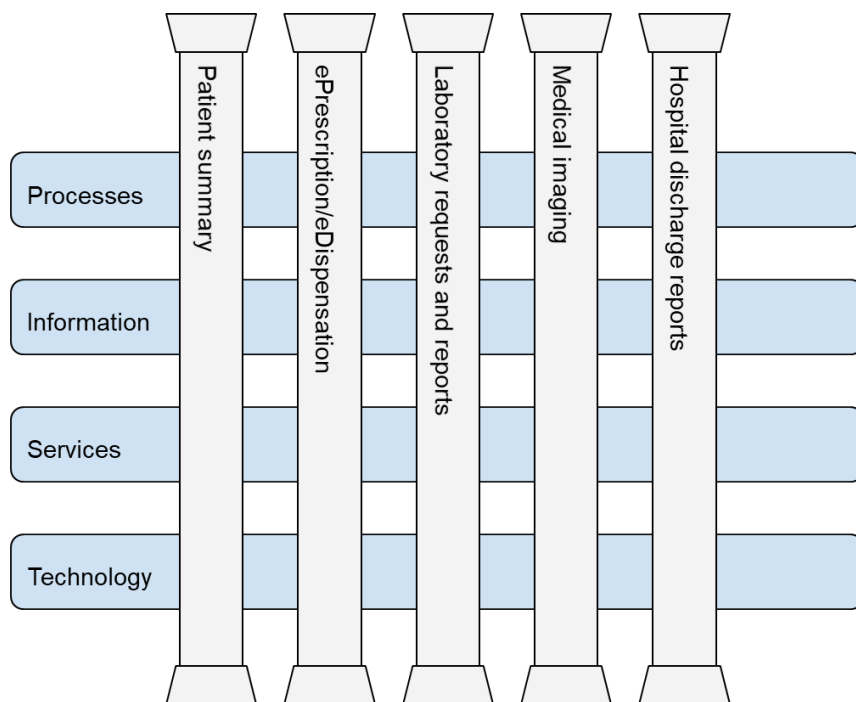 Patient summary
ePrescription/eDispensation
Laboratory requests and reports
Medical imaging
Hospital discharge reports
Processes
Information
Services
Technology